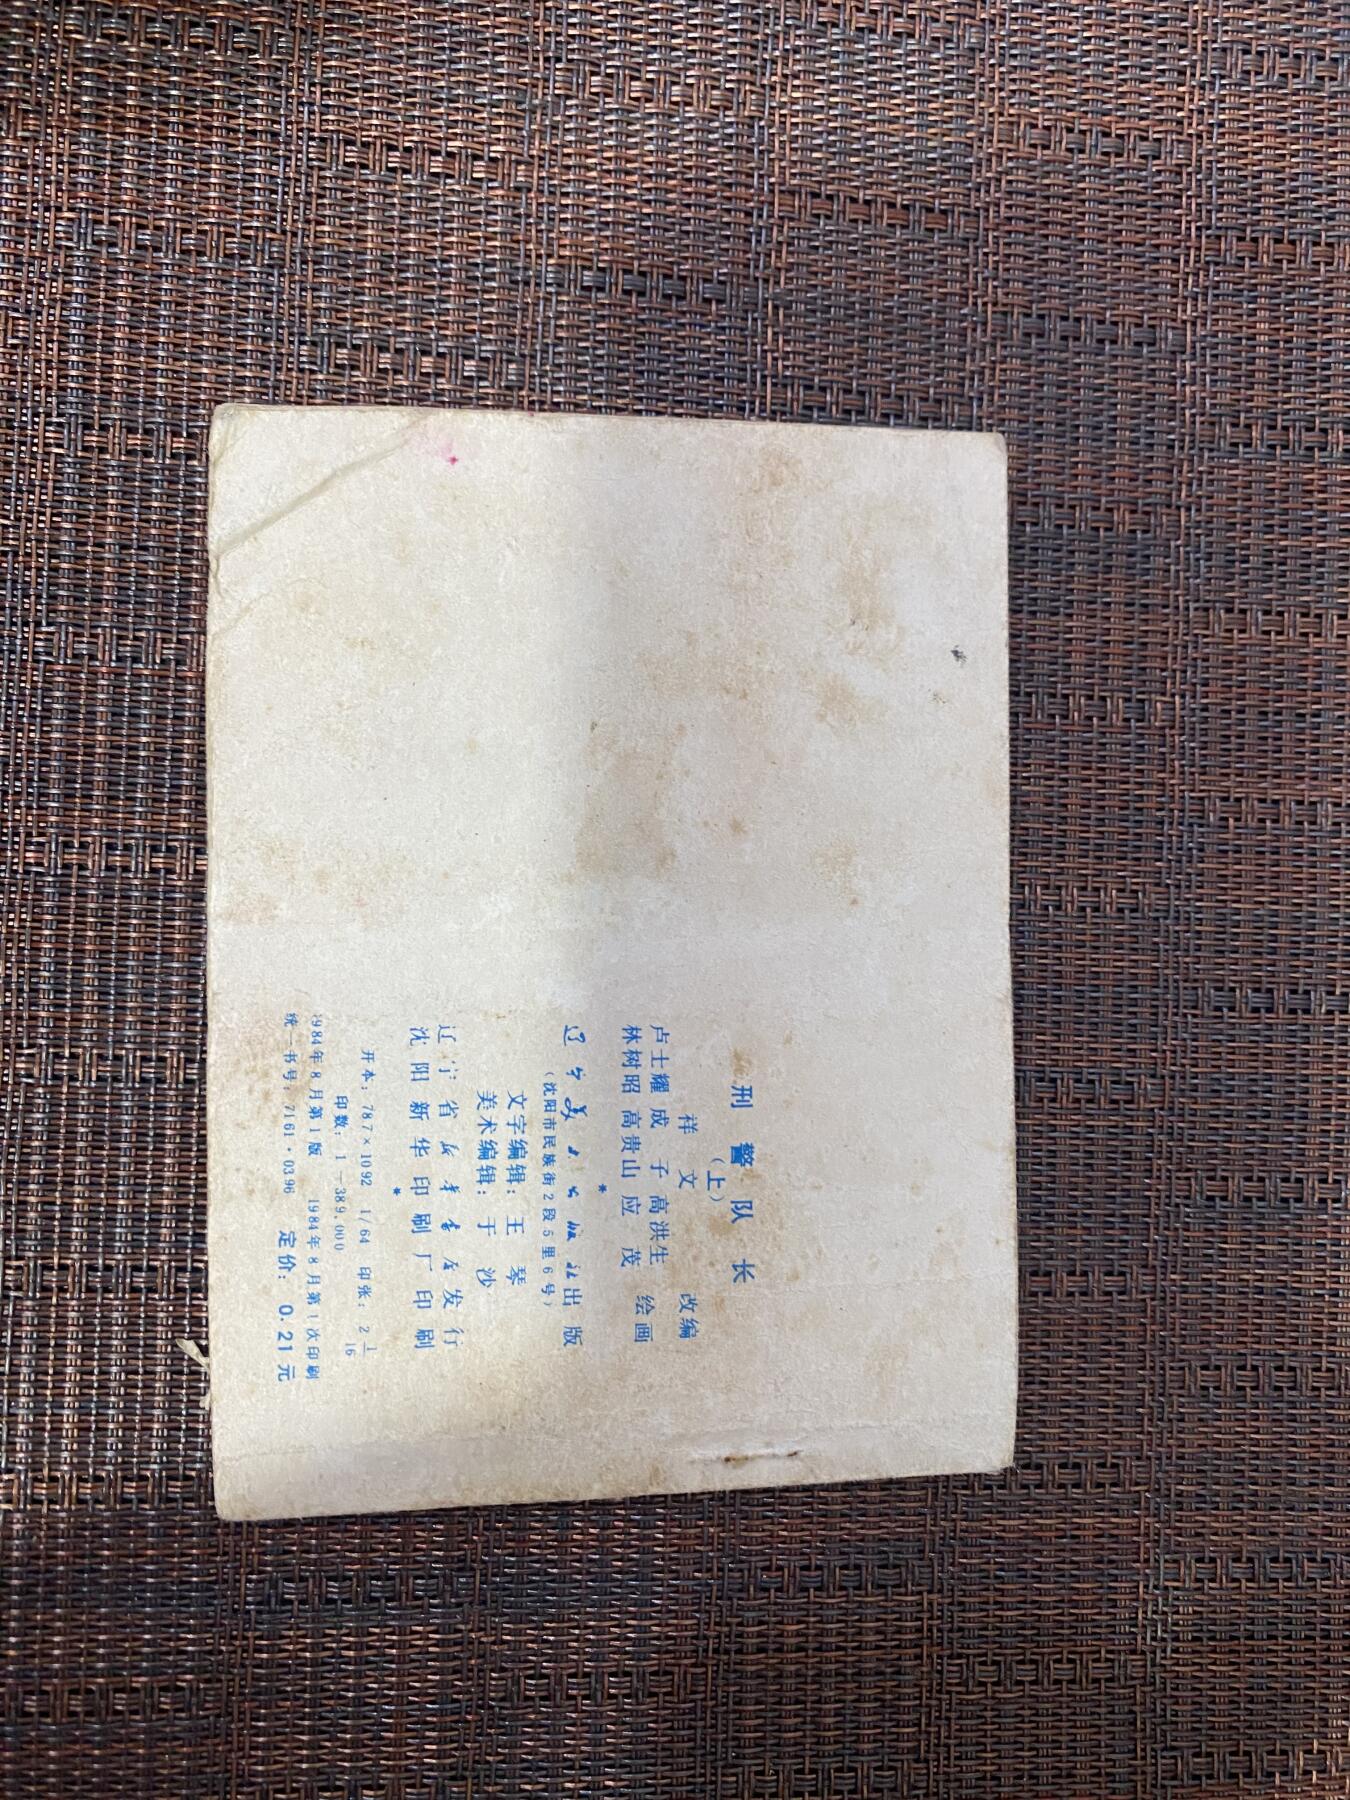 刑警队长
(上)
祥文 改编
卢士耀 成子 高洪生
林树昭 高贵山 应茂 绘画
*
辽宁美术出版社出版
(沈阳市民族街2段5里6号)
文字编辑:王琴
美术编辑:于沙
辽宁省新华书店发行
沈阳新华印刷厂印刷
*
开本:787×1092 1/64 印张:2 1/16
印数:1—389,000
1984年8月第1版 1984年8月第1次印刷
统一书号:7161·0396 定价:0.21元